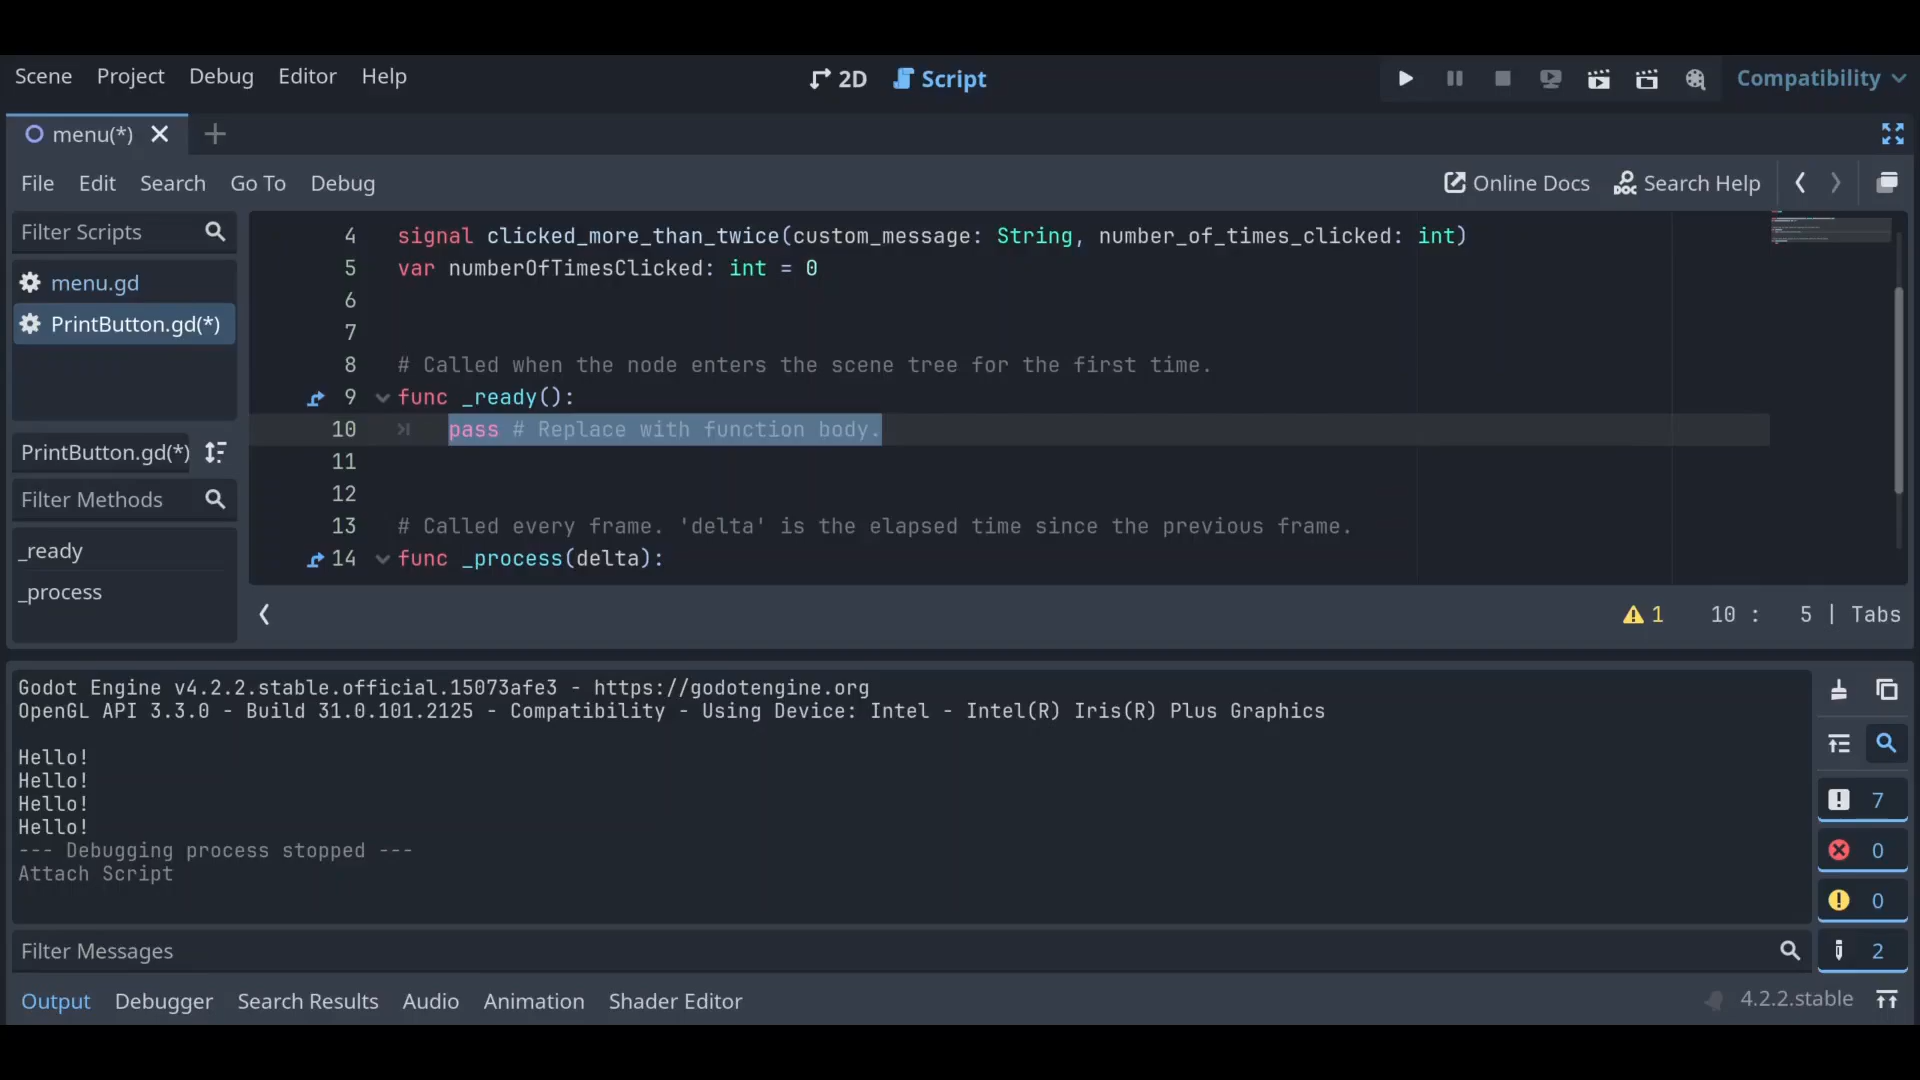 Scene Project Debug Editor Help
2D Script
Compatibility
menu(*)
File Edit Search Go To Debug
Online Docs Search Help
Filter Scripts
menu.gd
PrintButton.gd(*)
PrintButton.gd(*)
Filter Methods
_ready
_process
4 signal clicked_more_than_twice(custom_message: String, number_of_times_clicked: int)
5 var numberOfTimesClicked: int = 0
6
7
8 # Called when the node enters the scene tree for the first time.
9 func _ready():
10 pass # Replace with function body.
11
12
13 # Called every frame. 'delta' is the elapsed time since the previous frame.
14 func _process(delta):
1 10 : 5 | Tabs
Godot Engine v4.2.2.stable.official.15073afe3 - https://godotengine.org
OpenGL API 3.3.0 - Build 31.0.101.2125 - Compatibility - Using Device: Intel - Intel(R) Iris(R) Plus Graphics
Hello!
Hello!
Hello!
Hello!
--- Debugging process stopped ---
Attach Script
7
0
0
2
Filter Messages
Output Debugger Search Results Audio Animation Shader Editor
4.2.2.stable